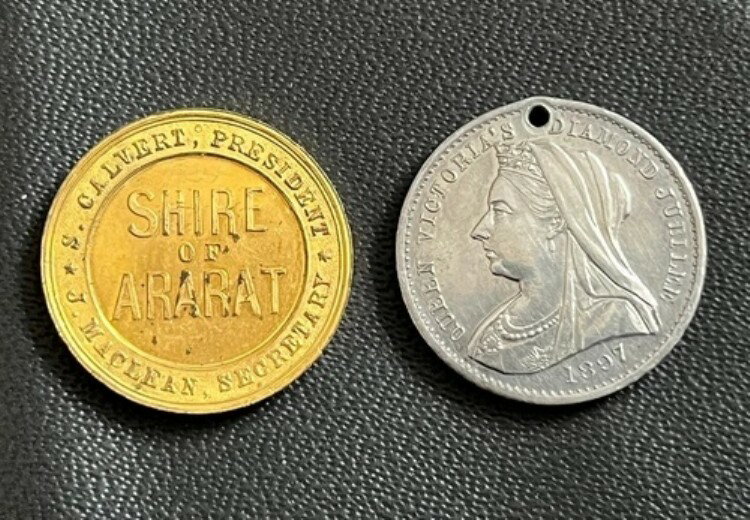 S. CALVERT, PRESIDENT
SHIRE
OF
ARARAT
J. MACLEAN, SECRETARY
QUEEN VICTORIA'S DIAMOND JUBILEE
1897